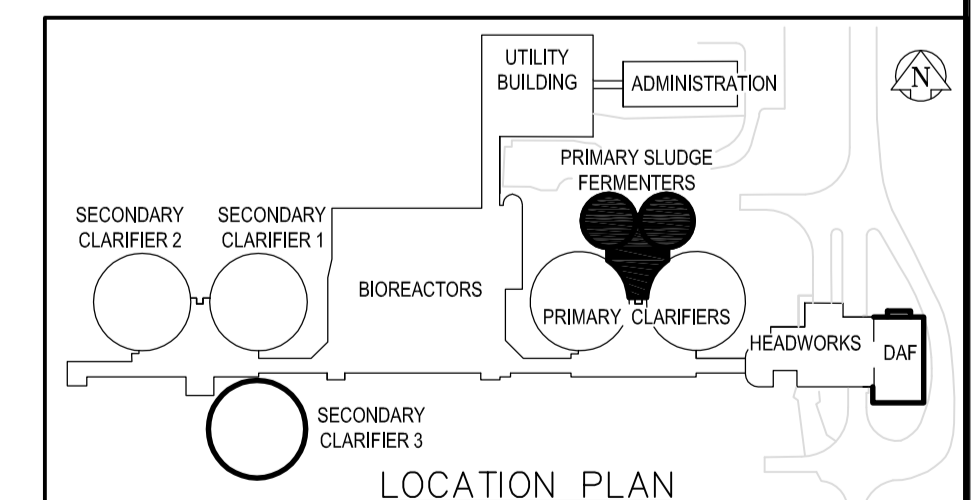 UTILITY
BUILDING
ADMINISTRATION
N
PRIMARY SLUDGE
FERMENTERS
SECONDARY
CLARIFIER 2
SECONDARY
CLARIFIER 1
BIOREACTORS
PRIMARY CLARIFIERS
HEADWORKS
DAF
SECONDARY
CLARIFIER 3
LOCATION PLAN